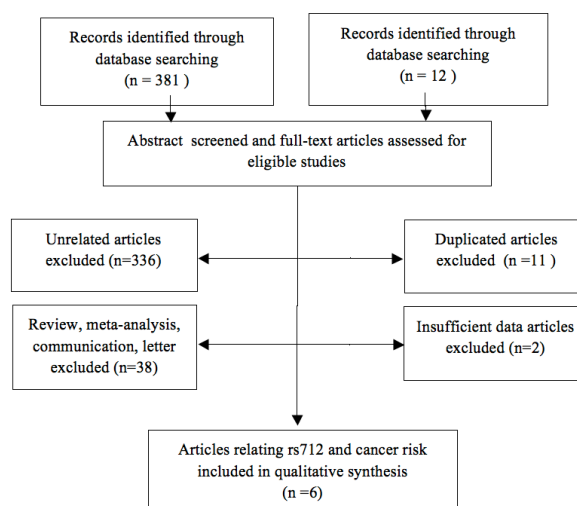 Records identified through
database searching
(n = 381 )
Records identified through
database searching
(n = 12 )
Abstract screened and full-text articles assessed for
eligible studies
Unrelated articles
excluded (n=336)
Duplicated articles
excluded (n =11 )
Review, meta-analysis,
communication, letter
excluded (n=38)
Insufficient data articles
excluded (n=2)
Articles relating rs712 and cancer risk
included in qualitative synthesis
(n =6)